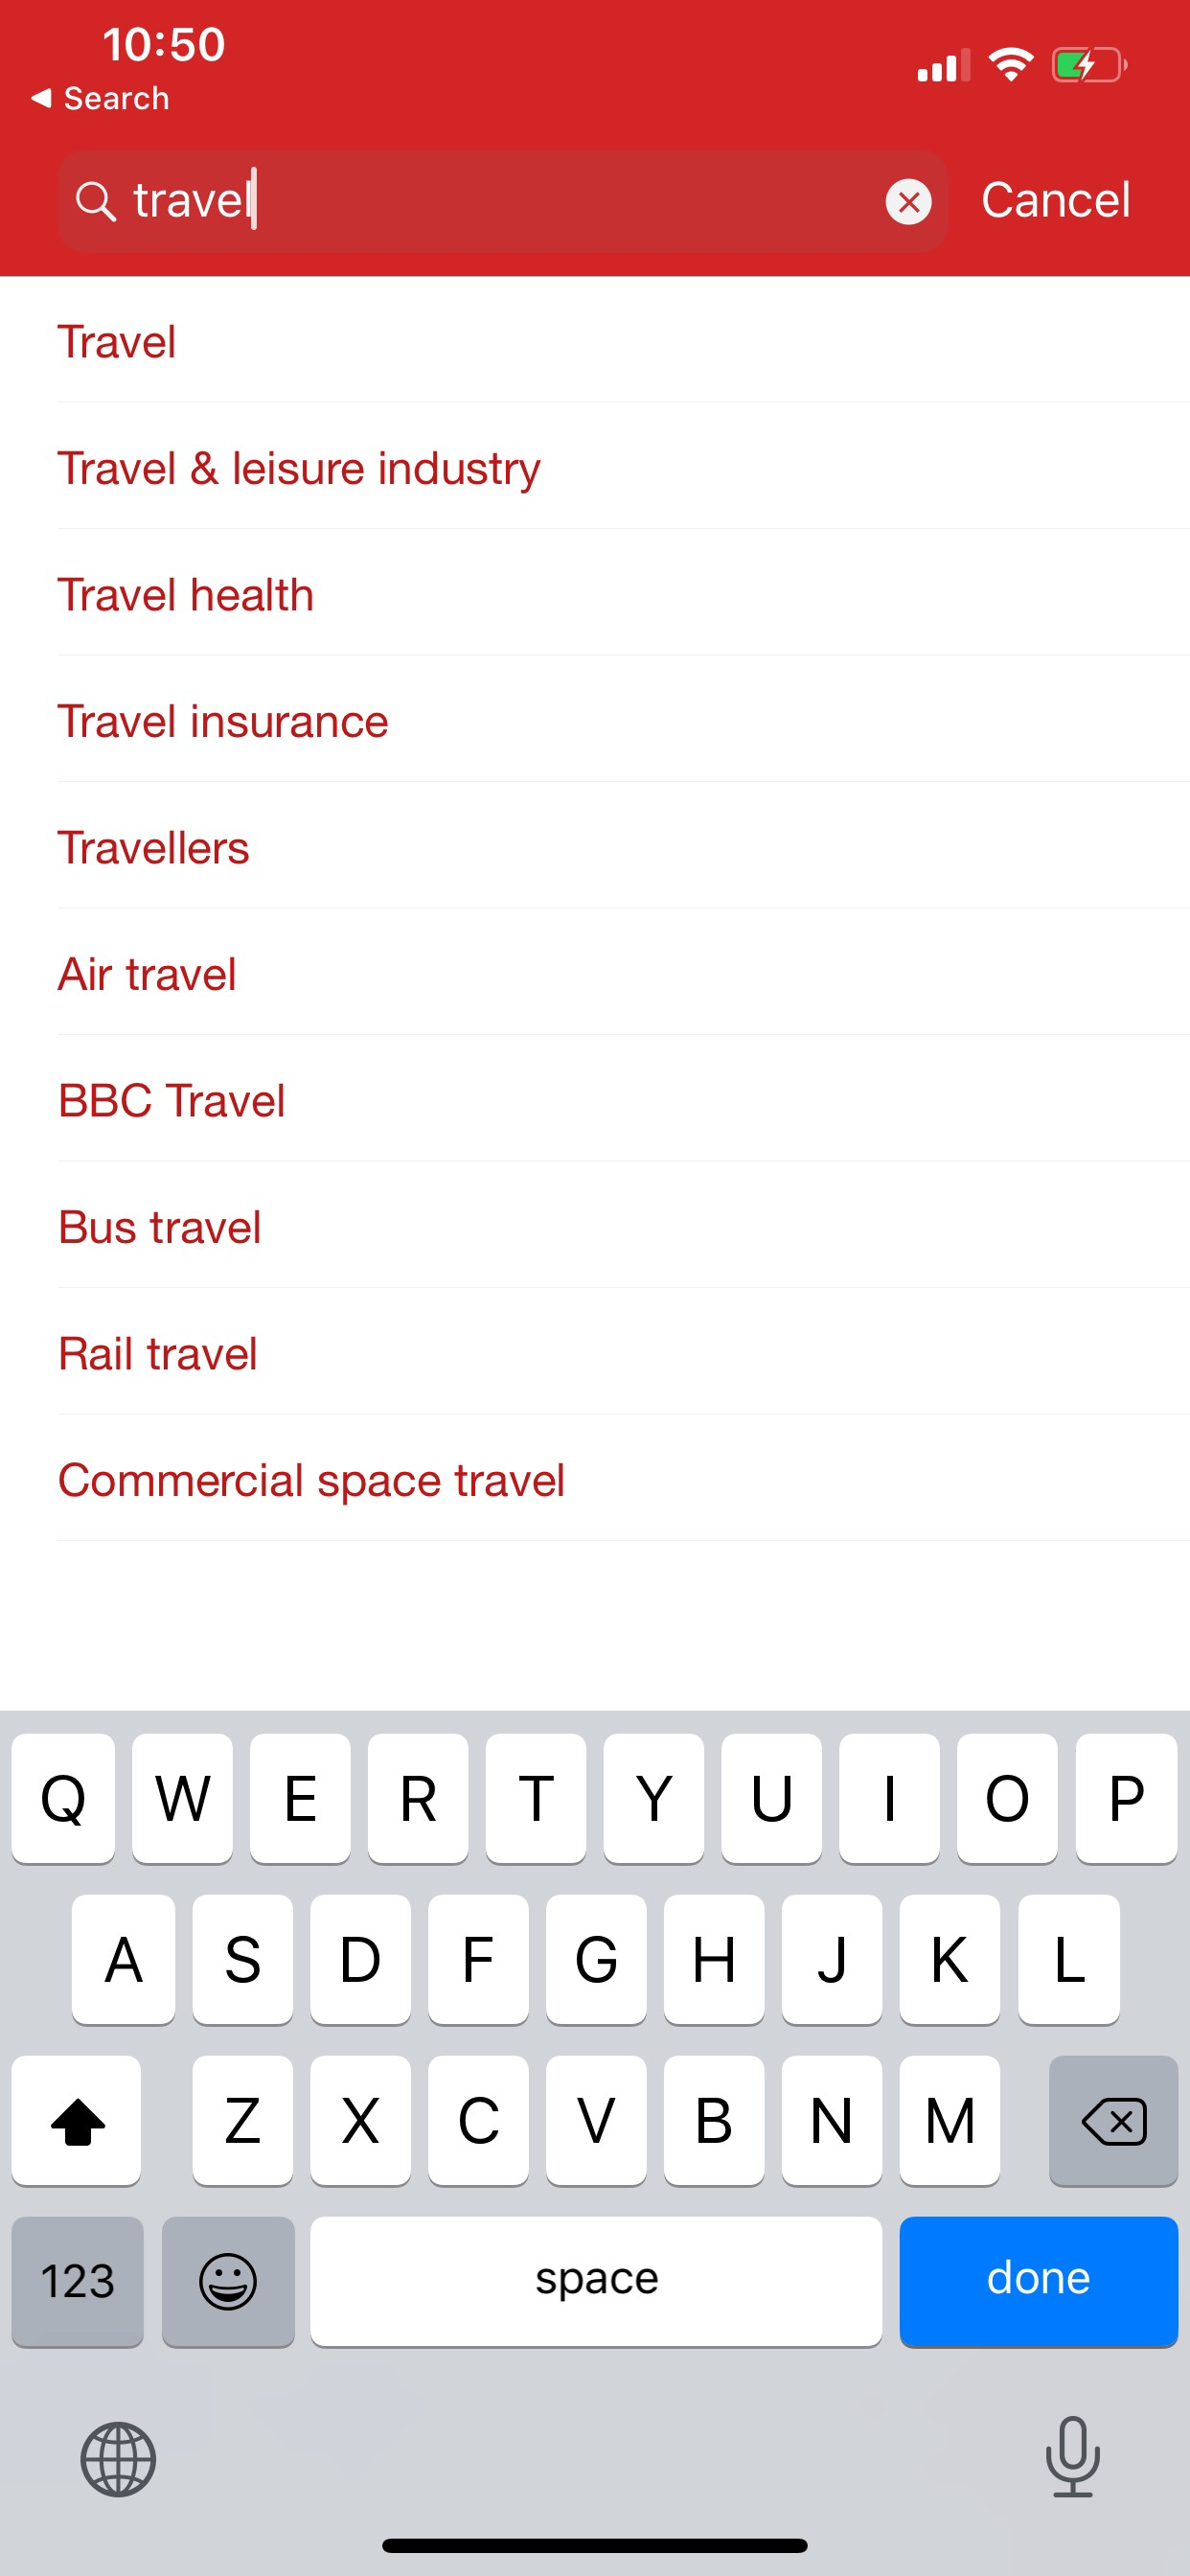 10:50
Search
travel
Cancel
Travel
Travel & leisure industry
Travel health
Travel insurance
Travellers
Air travel
BBC Travel
Bus travel
Rail travel
Commercial space travel
Q W E R T Y U I O P
A S D F G H J K L
Z X C V B N M
123 space done